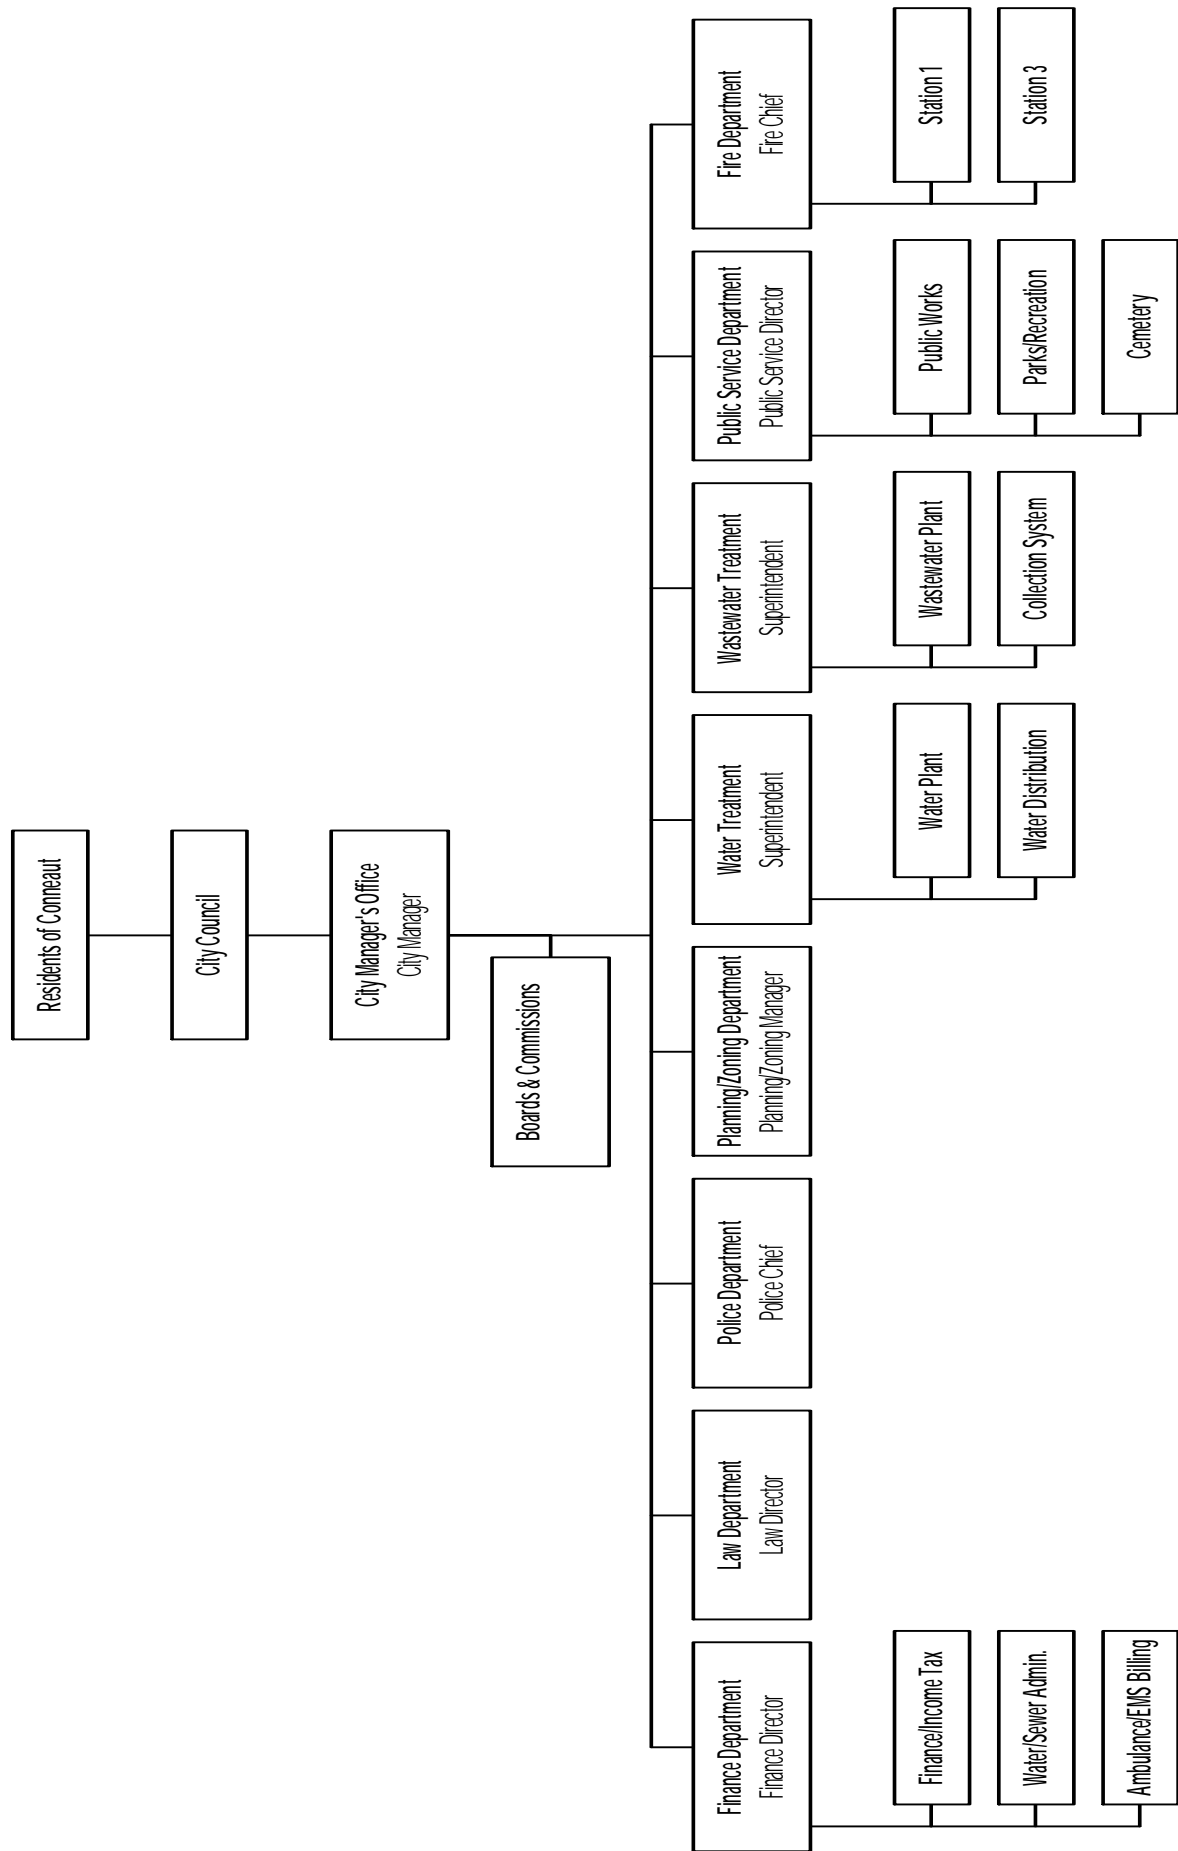 Residents of Conneaut
City Council
City Manager's Office
City Manager
Boards & Commissions
Finance Department
Finance Director
Law Department
Law Director
Police Department
Police Chief
Planning/Zoning Department
Planning/Zoning Manager
Water Treatment
Superintendent
Wastewater Treatment
Superintendent
Public Service Department
Public Service Director
Fire Department
Fire Chief
Finance/Income Tax
Water/Sewer Admin.
Ambulance/EMS Billing
Water Plant
Water Distribution
Wastewater Plant
Collection System
Public Works
Parks/Recreation
Cemetery
Station 1
Station 3